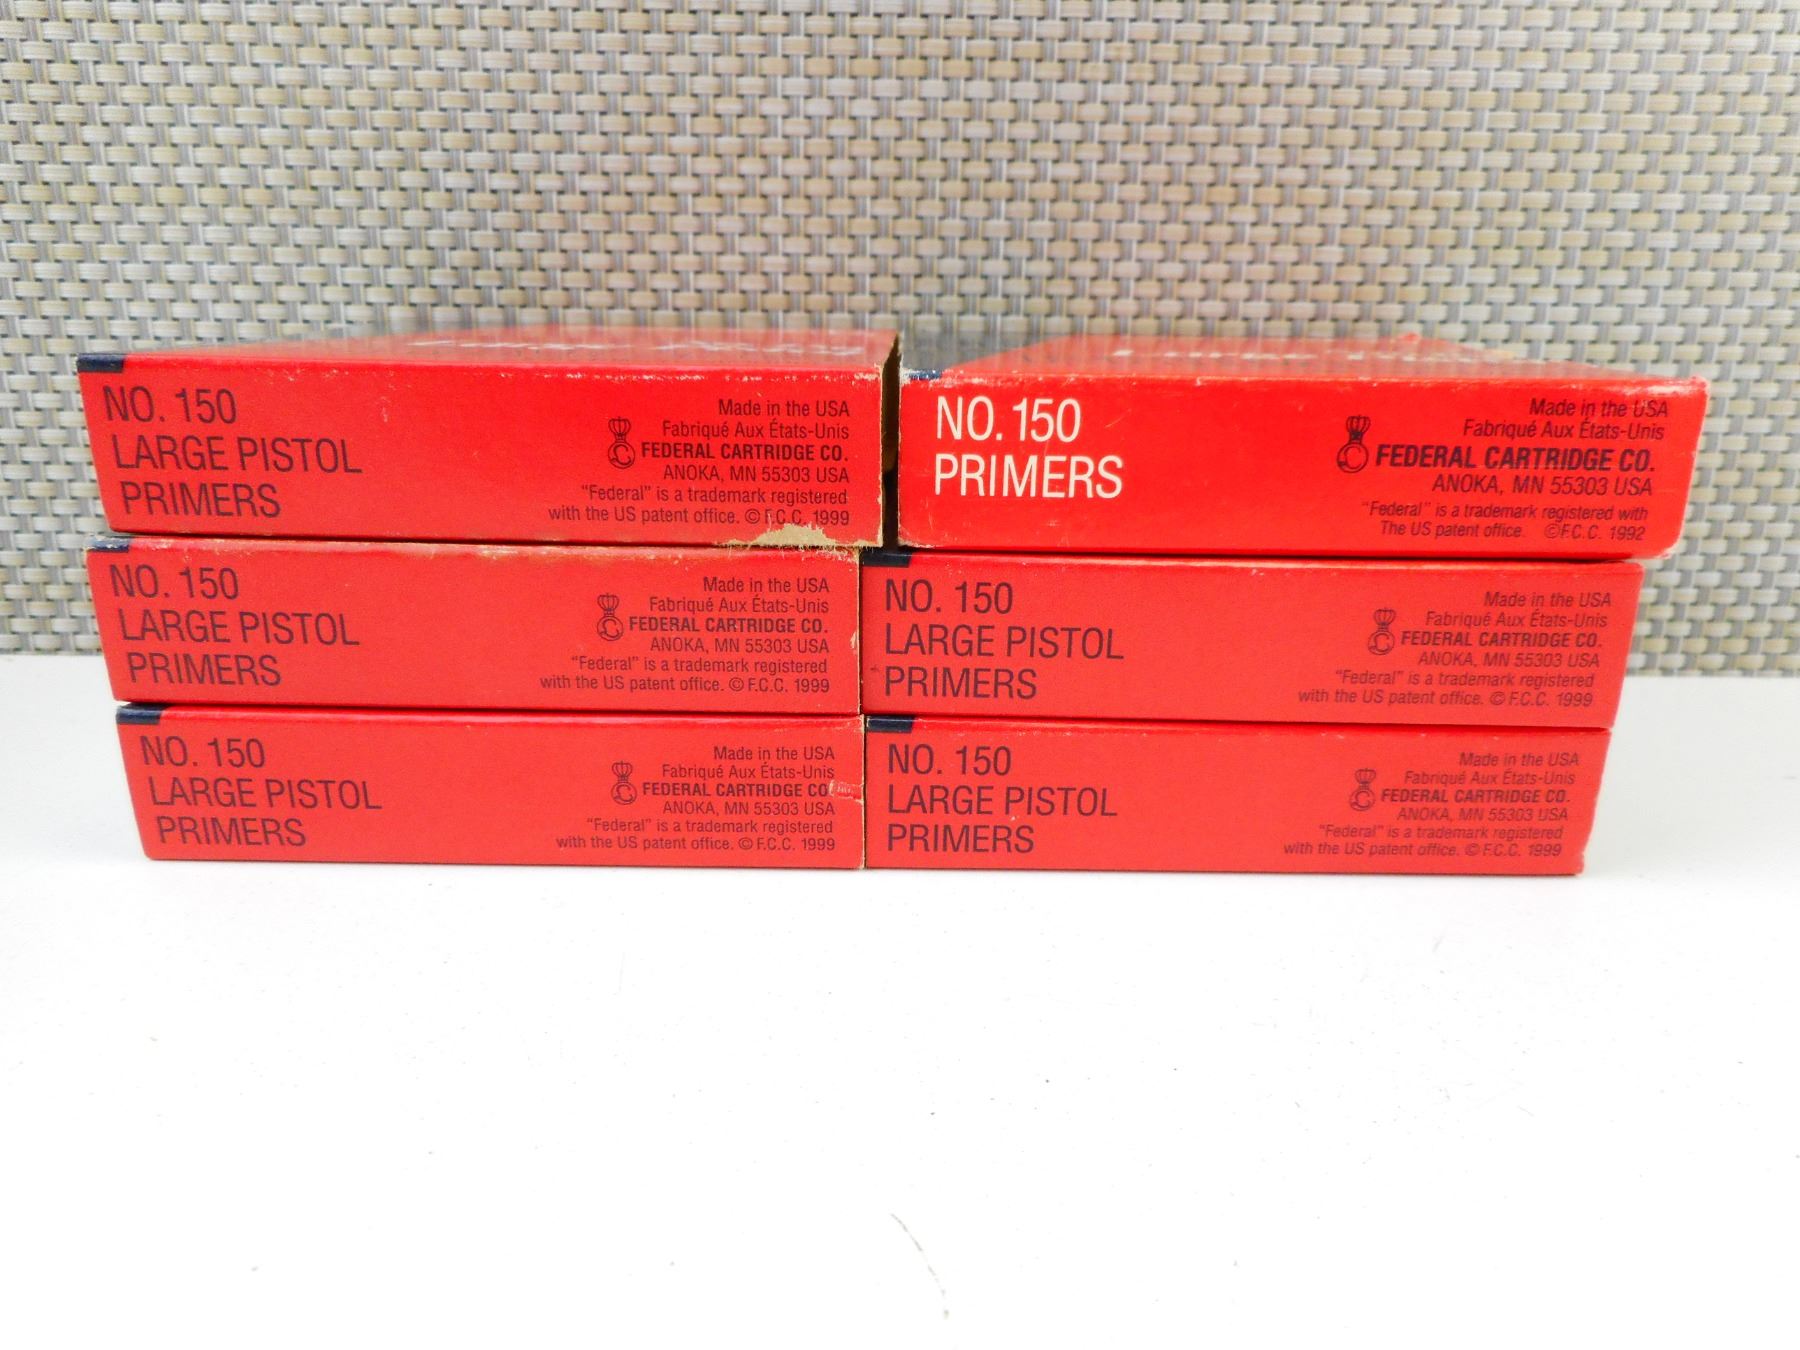 NO. 150
LARGE PISTOL
PRIMERS
Made in the USA
Fabriqué Aux États-Unis
FEDERAL CARTRIDGE CO.
ANOKA, MN 55303 USA
"Federal" is a trademark registered
with the US patent office. © F.C.C. 1999
NO. 150
PRIMERS
Made in the USA
Fabriqué Aux États-Unis
FEDERAL CARTRIDGE CO.
ANOKA, MN 55303 USA
"Federal" is a trademark registered with
The US patent office. ©F.C.C. 1992
NO. 150
LARGE PISTOL
PRIMERS
Made in the USA
Fabriqué Aux États-Unis
FEDERAL CARTRIDGE CO.
ANOKA, MN 55303 USA
"Federal" is a trademark registered
with the US patent office. © F.C.C. 1999
NO. 150
LARGE PISTOL
PRIMERS
Made in the USA
Fabriqué Aux États-Unis
FEDERAL CARTRIDGE CO.
ANOKA, MN 55303 USA
"Federal" is a trademark registered
with the US patent office. © F.C.C. 1999
NO. 150
LARGE PISTOL
PRIMERS
Made in the USA
Fabriqué Aux États-Unis
FEDERAL CARTRIDGE CO.
ANOKA, MN 55303 USA
"Federal" is a trademark registered
with the US patent office. © F.C.C. 1999
NO. 150
LARGE PISTOL
PRIMERS
Made in the USA
Fabriqué Aux États-Unis
FEDERAL CARTRIDGE CO.
ANOKA, MN 55303 USA
"Federal" is a trademark registered
with the US patent office. © F.C.C. 1999